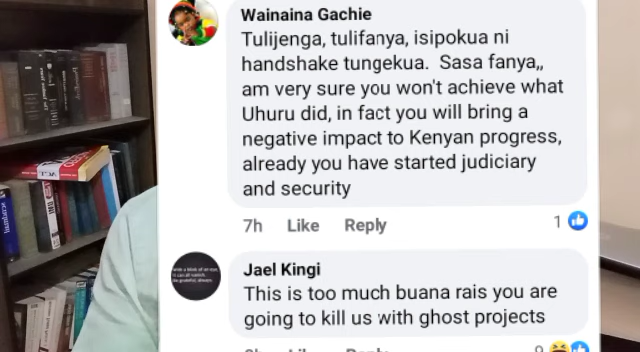 Wainaina Gachie
Tulijenga, tulifanya, isipokua ni
handshake tungekua. Sasa fanya,,
am very sure you won't achieve what
Uhuru did, in fact you will bring a
negative impact to Kenyan progress,
already you have started judiciary
and security
7h Like Reply 1
Jael Kingi
This is too much buana rais you are
going to kill us with ghost projects